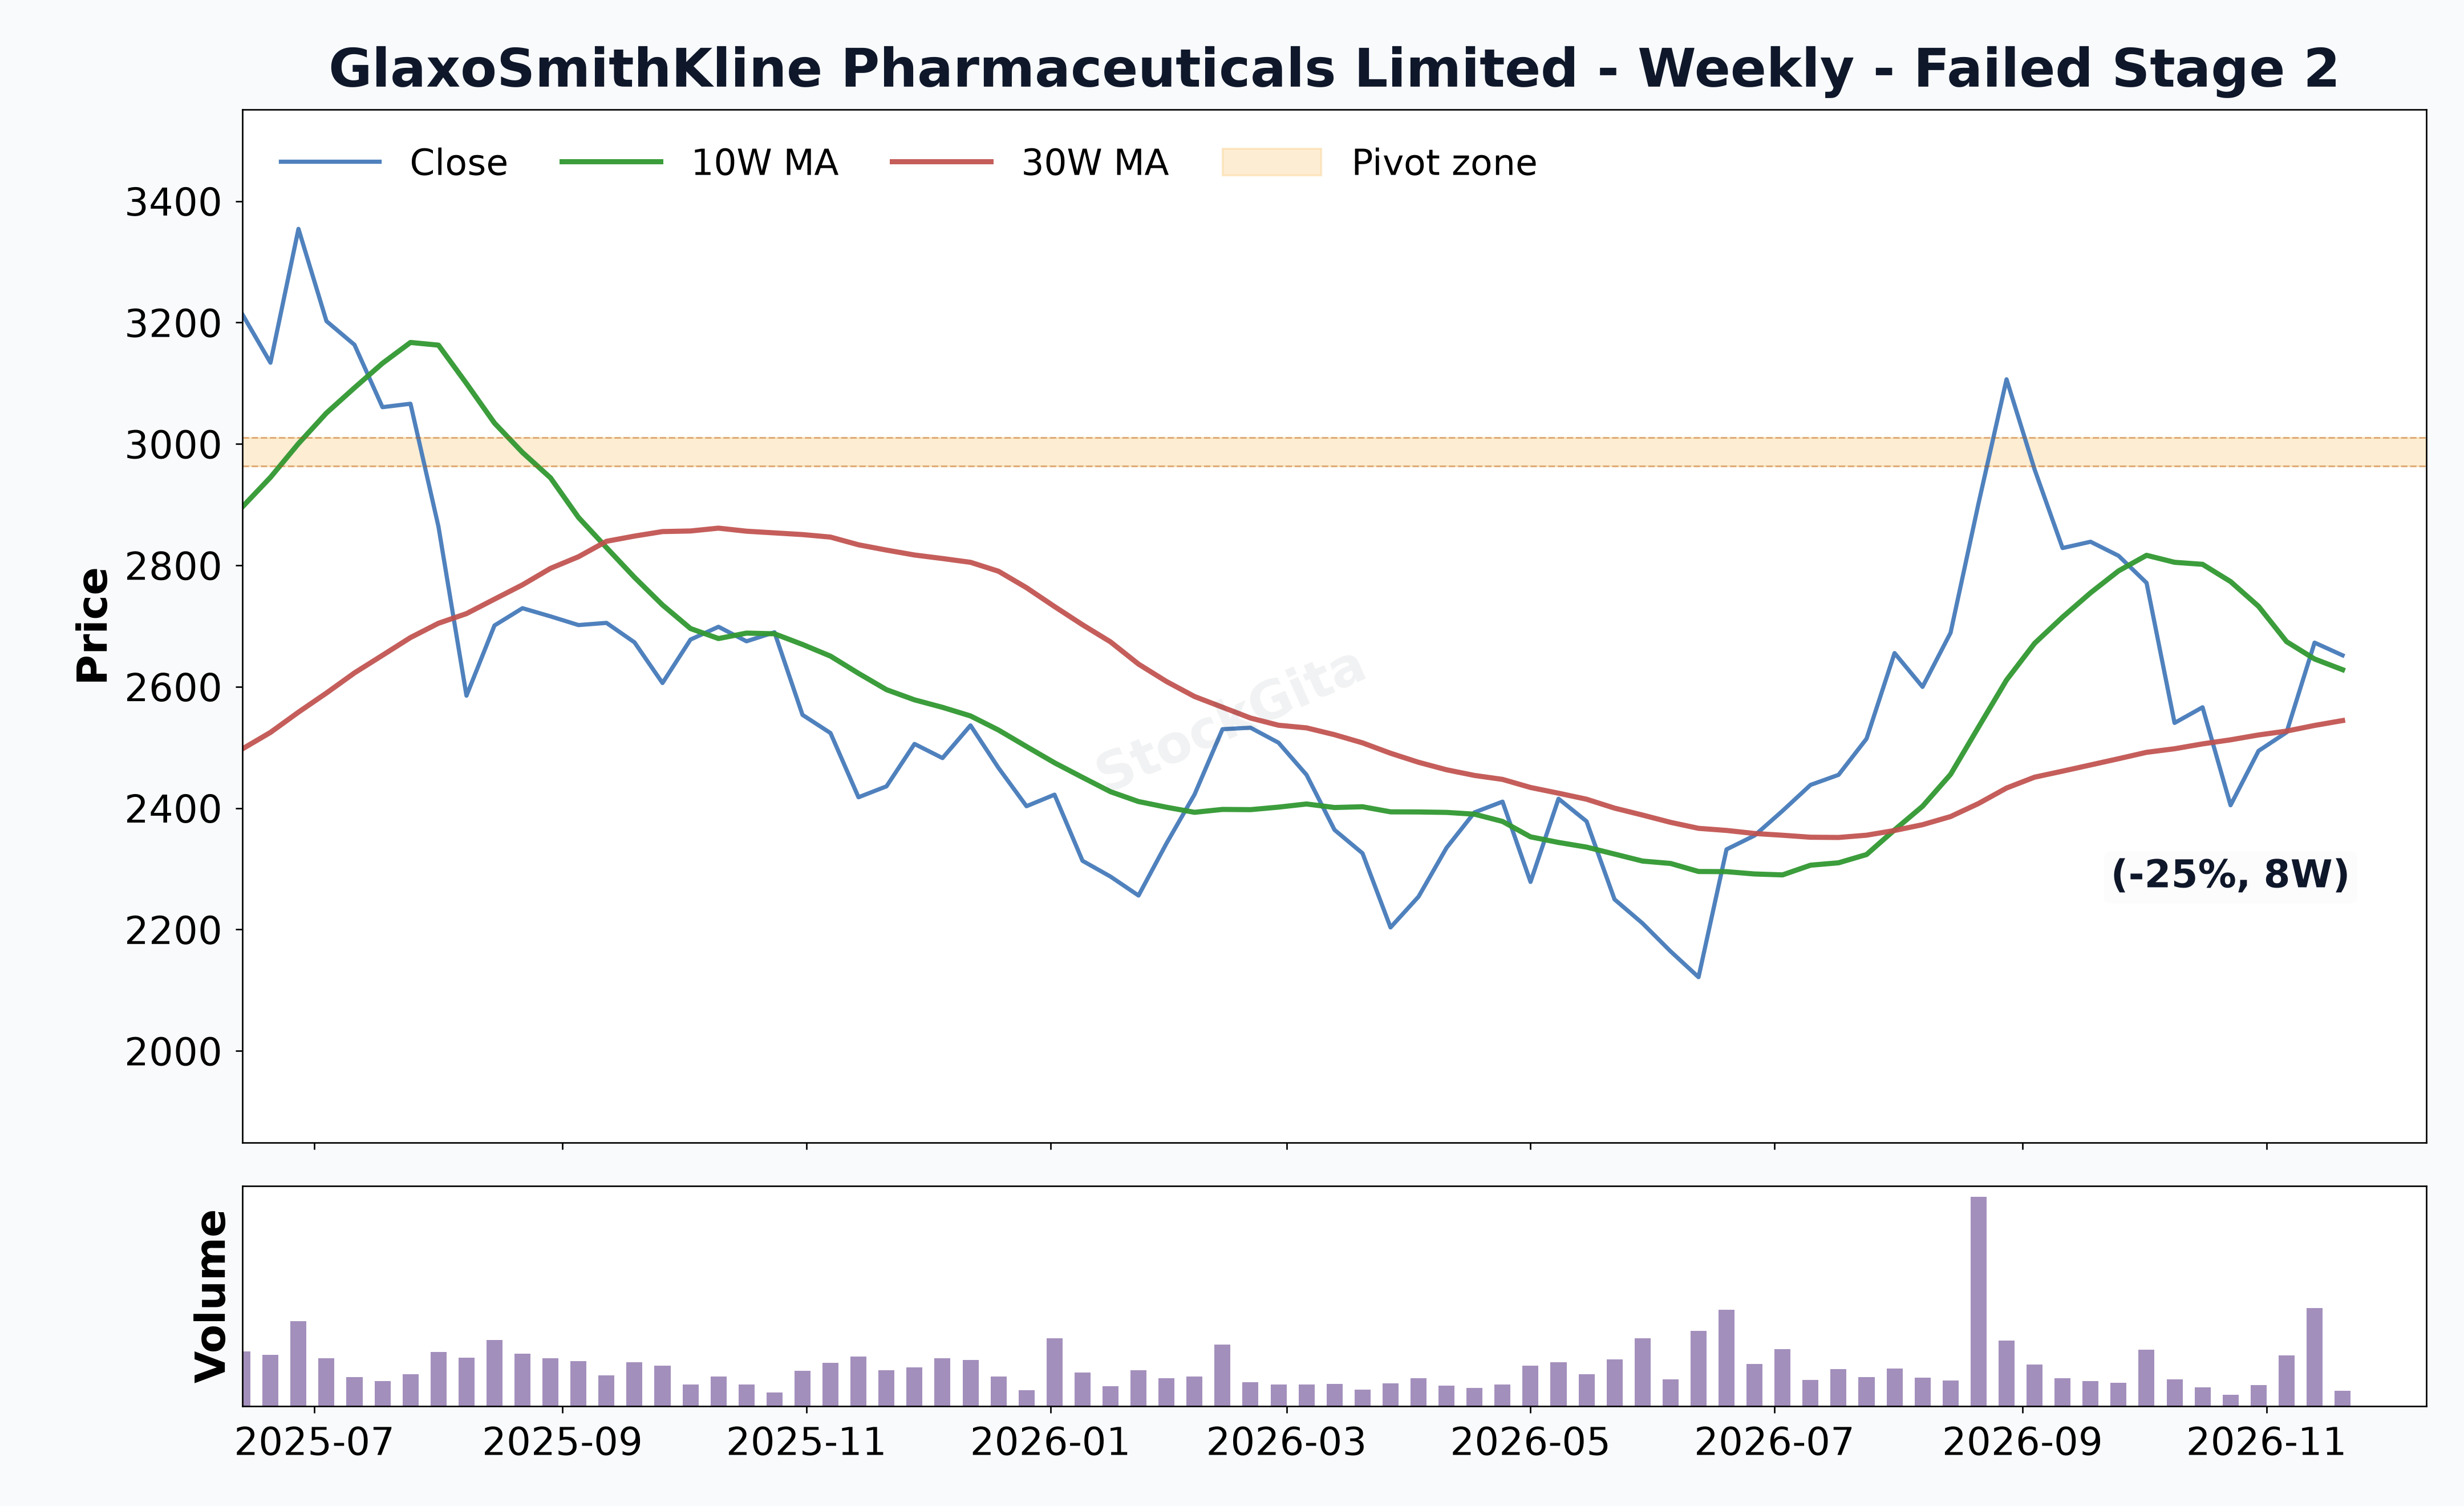 GlaxoSmithKline Pharmaceuticals Limited - Weekly - Failed Stage 2
Close 10W MA 30W MA Pivot zone
3400
3200
3000
2800
2600
2400
2200
2000
Price
StockGita
(-25%, 8W)
Volume
2025-07 2025-09 2025-11 2026-01 2026-03 2026-05 2026-07 2026-09 2026-11